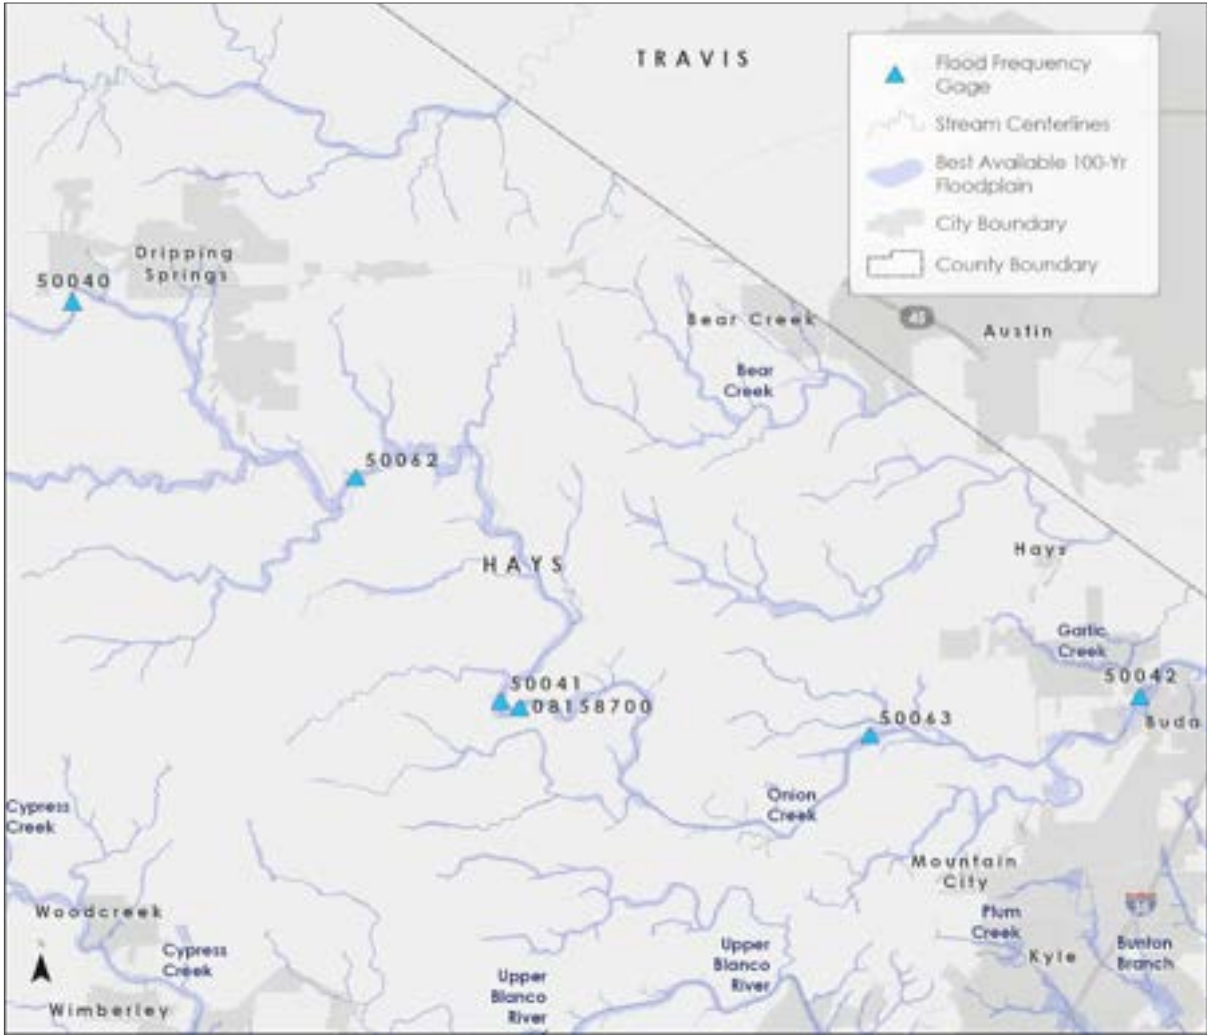 TRAVIS
Flood Frequency
Gage
Stream Centerlines
Best Available 100-Yr
Floodplain
City Boundary
County Boundary
Dripping
Springs
50040
Bear Creek
45
Austin
Bear
Creek
50062
HAYS
Hays
Garlic
Creek
50041
08158700
50042
50063
Buda
Onion
Creek
Cypress
Creek
Mountain
City
Woodcreek
Plum
Creek
Cypress
Creek
Upper
Blanco
River
Kyle
Bunton
Branch
Upper
Blanco
River
Wimberley